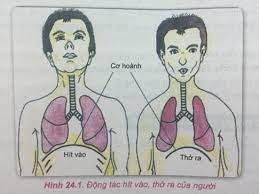 Cơ hoành
Hít vào
Thở ra
Hình 24.1. Động tác hít vào, thở ra của người